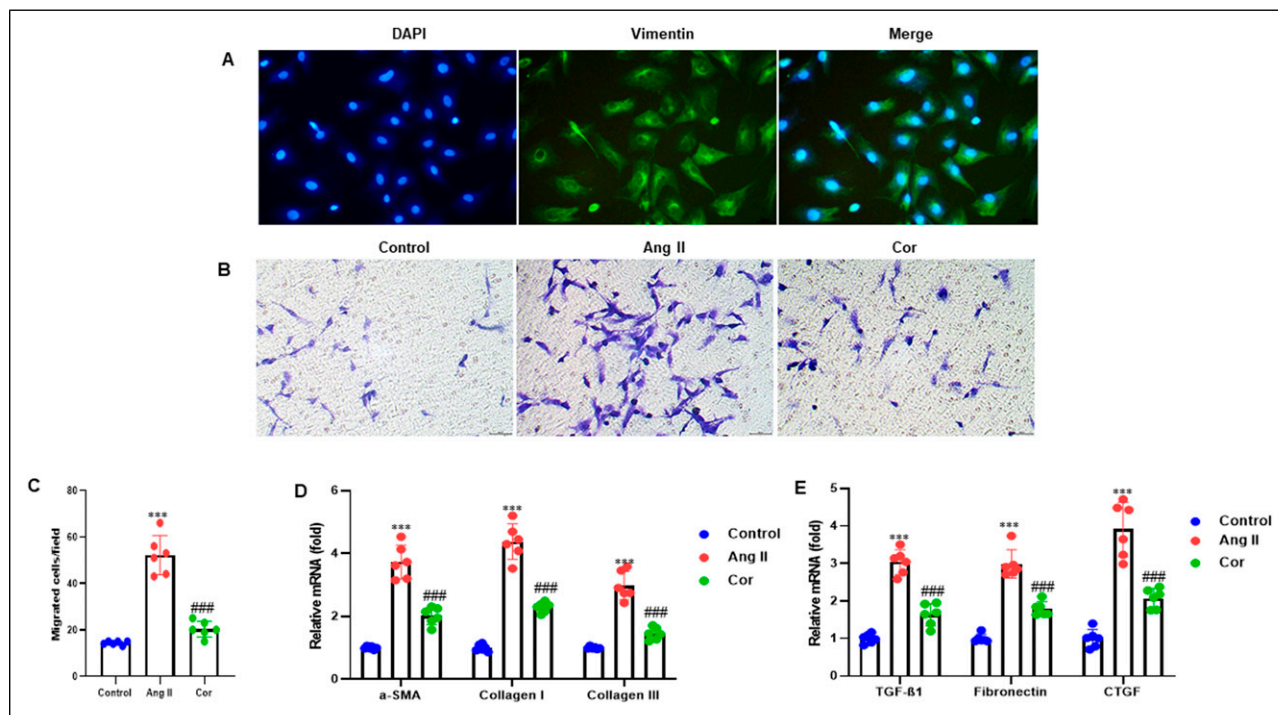 DAPI Vimentin Merge
A
Control Ang II Cor
B
C
Migrated cells/field
80
60
40
20
0
***
###
Control Ang II Cor
D
Relative mRNA (fold)
6
4
2
0
***
###
***
###
***
###
Control
Ang II
Cor
a-SMA Collagen I Collagen III
E
Relative mRNA (fold)
5
4
3
2
1
0
***
###
***
###
***
###
Control
Ang II
Cor
TGF-ß1 Fibronectin CTGF